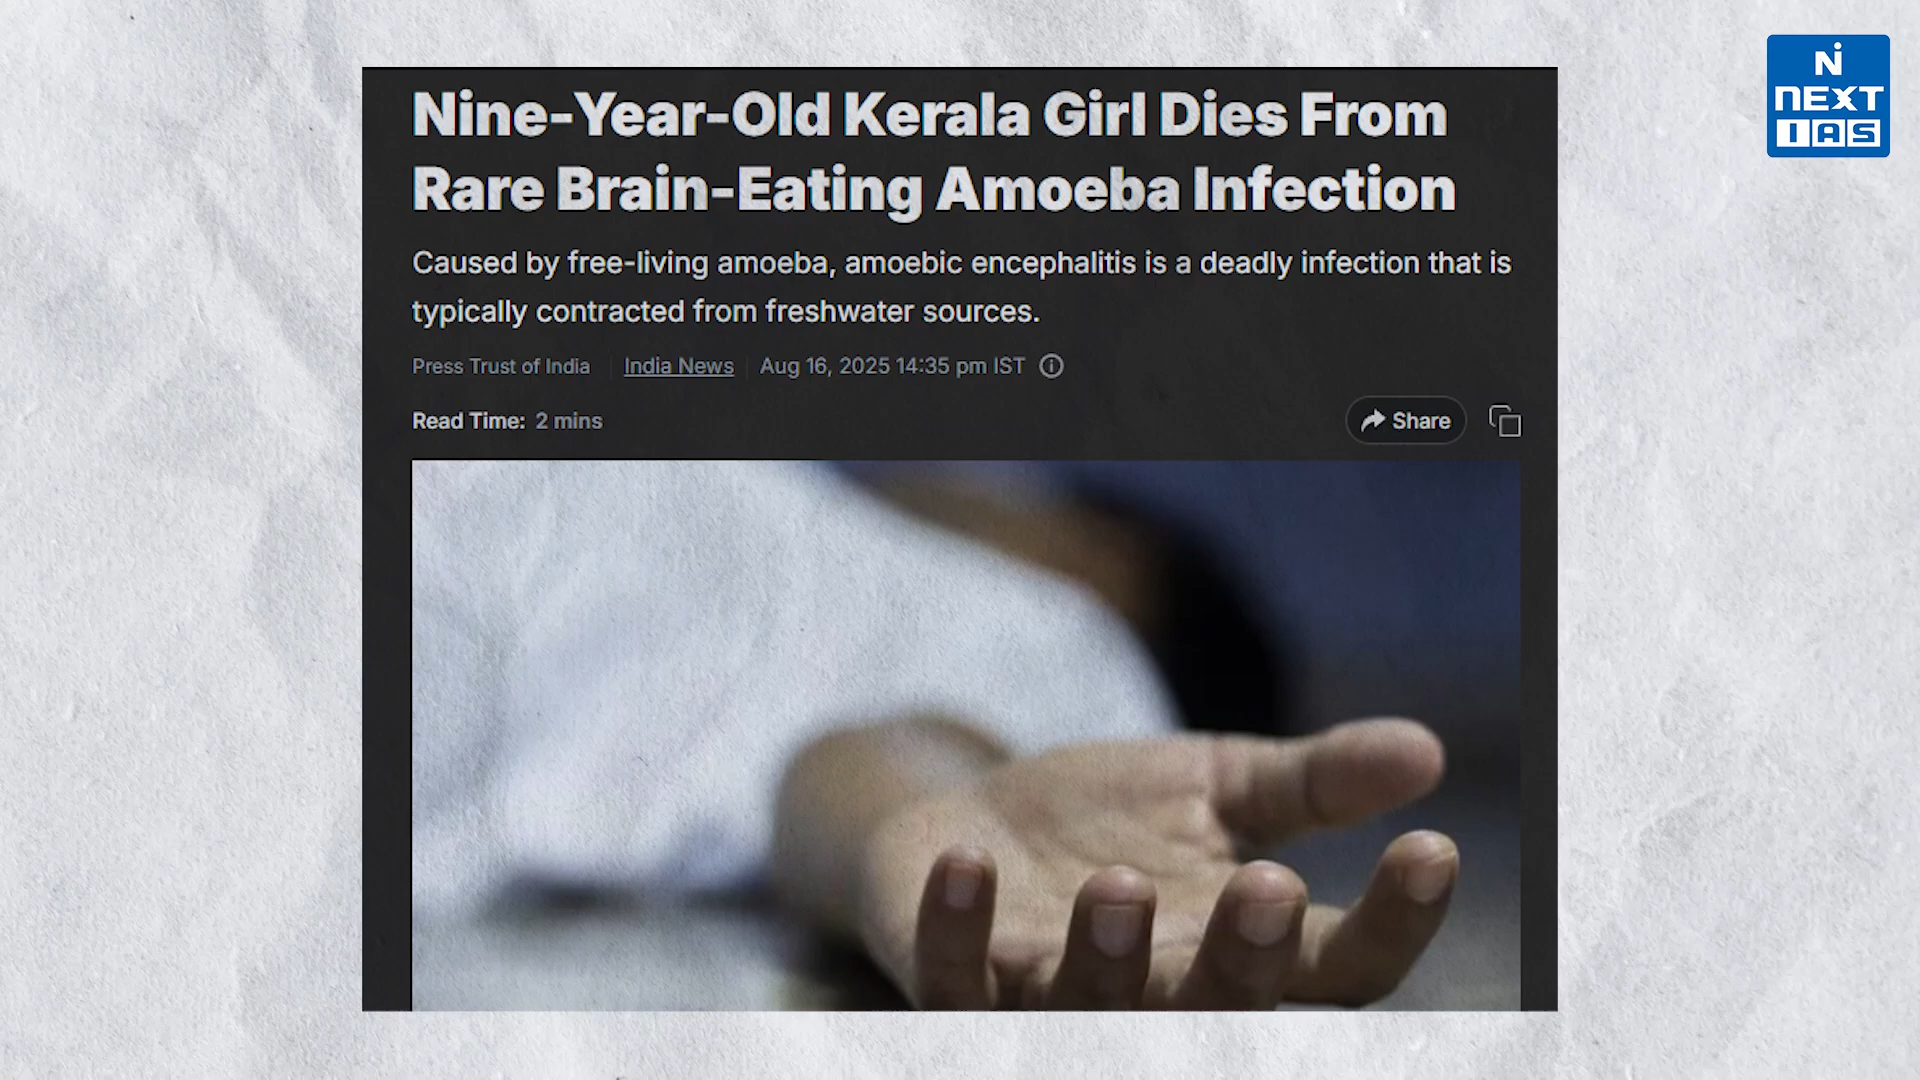 Nine-Year-Old Kerala Girl Dies From
Rare Brain-Eating Amoeba Infection
Caused by free-living amoeba, amoebic encephalitis is a deadly infection that is
typically contracted from freshwater sources.
Press Trust of India India News Aug 16, 2025 14:35 pm IST
Read Time: 2 mins Share
N
NEXT
IAS